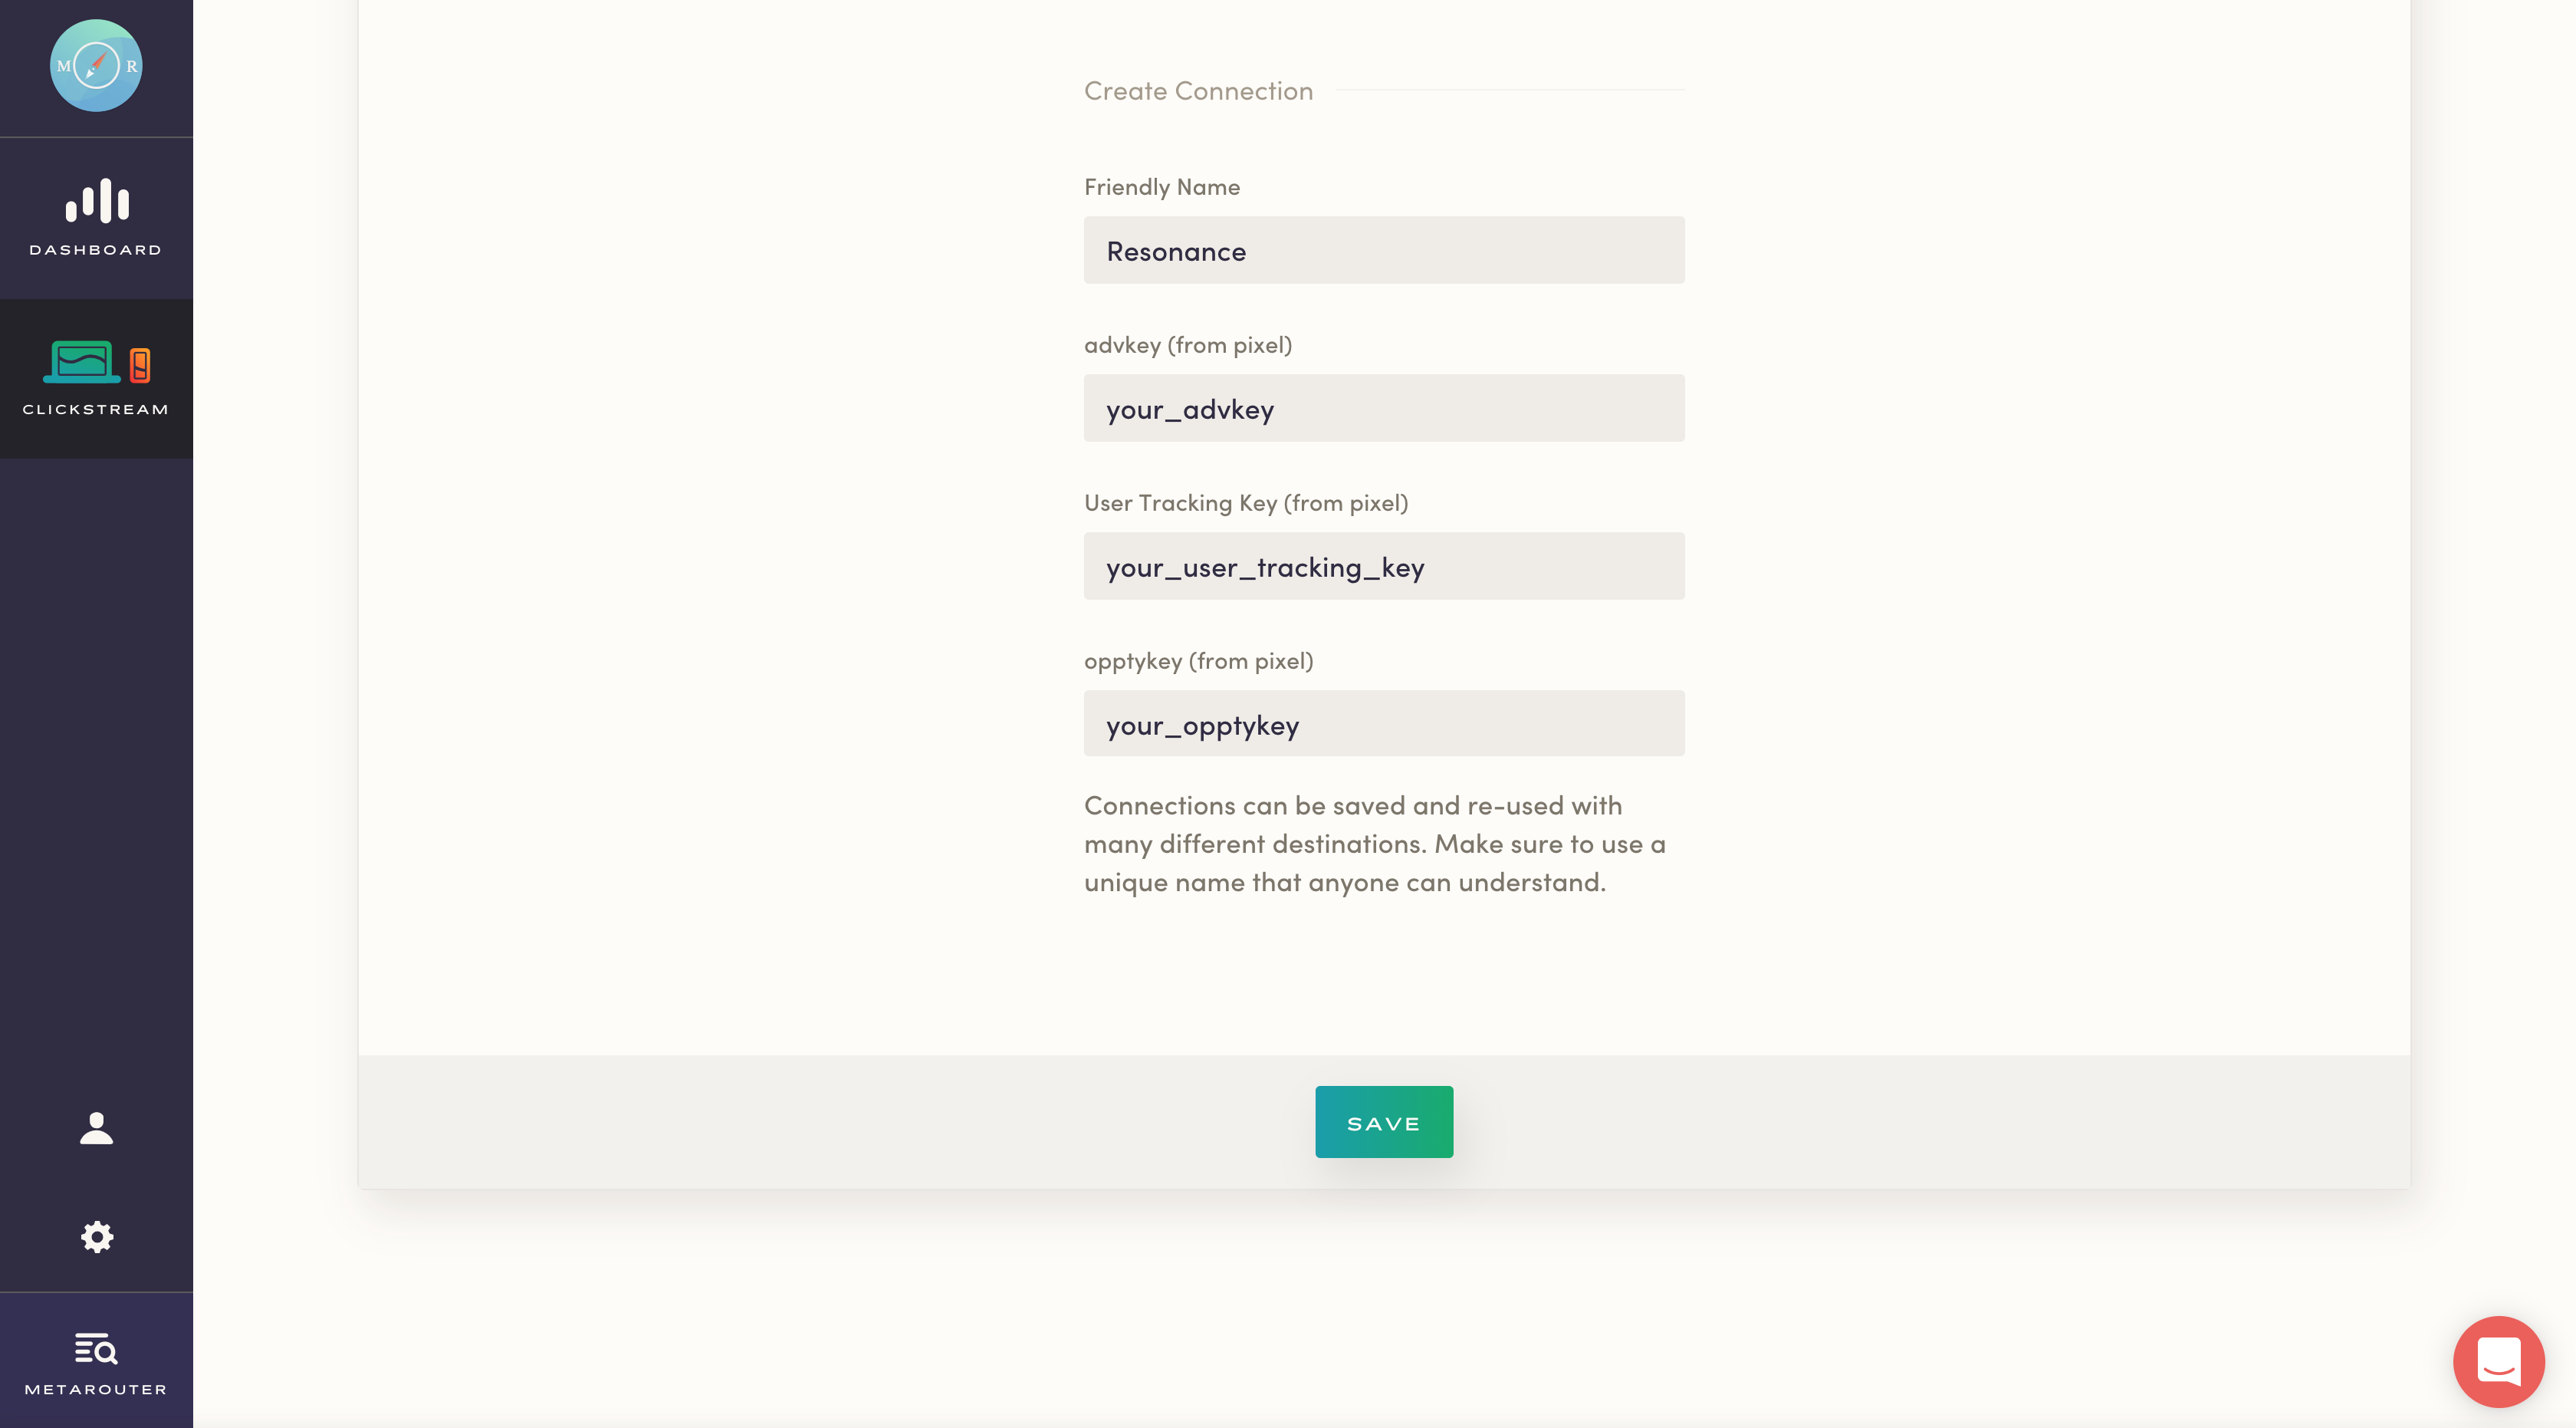 M R
DASHBOARD
CLICKSTREAM
METAROUTER
Create Connection
Friendly Name
Resonance
advkey (from pixel)
your_advkey
User Tracking Key (from pixel)
your_user_tracking_key
opptykey (from pixel)
your_opptykey
Connections can be saved and re-used with
many different destinations. Make sure to use a
unique name that anyone can understand.
SAVE